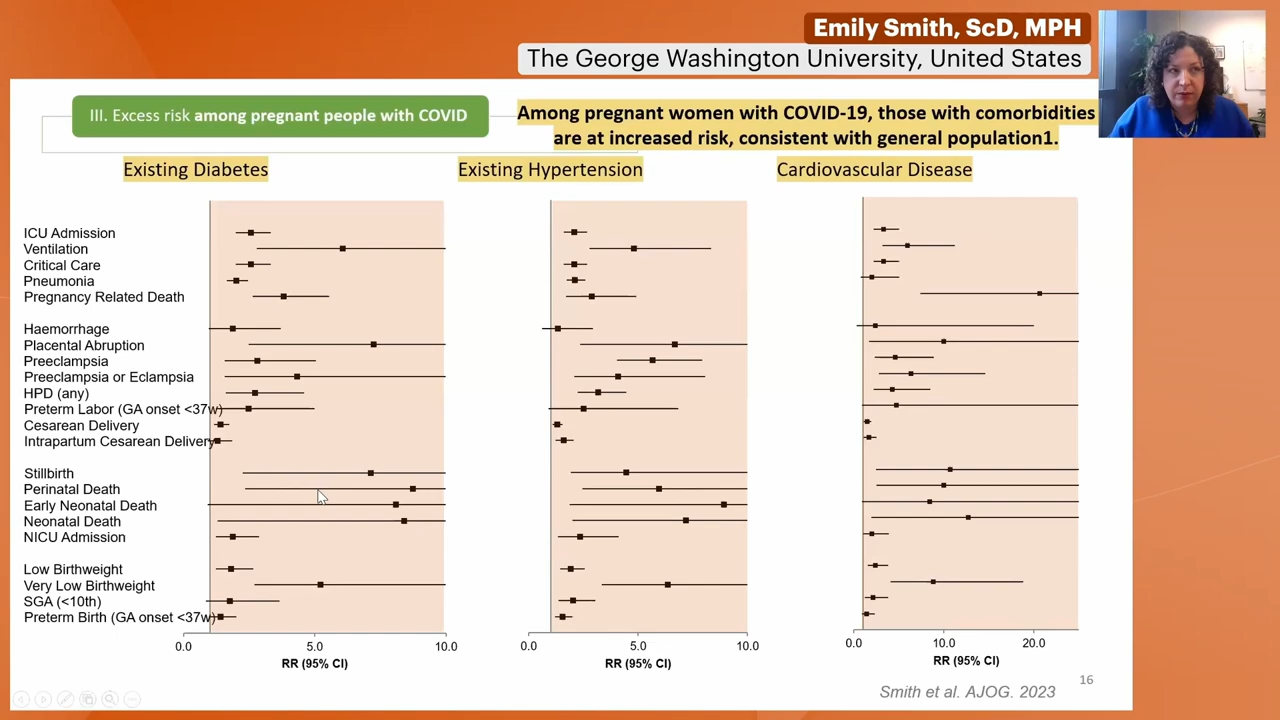 Emily Smith, ScD, MPH
The George Washington University, United States
III. Excess risk among pregnant people with COVID
Among pregnant women with COVID-19, those with comorbidities
are at increased risk, consistent with general population1.
Existing Diabetes
Existing Hypertension
Cardiovascular Disease
ICU Admission
Ventilation
Critical Care
Pneumonia
Pregnancy Related Death
Haemorrhage
Placental Abruption
Preeclampsia
Preeclampsia or Eclampsia
HPD (any)
Preterm Labor (GA onset <37w)
Cesarean Delivery
Intrapartum Cesarean Delivery
Stillbirth
Perinatal Death
Early Neonatal Death
Neonatal Death
NICU Admission
Low Birthweight
Very Low Birthweight
SGA (<10th)
Preterm Birth (GA onset <37w)
0.0 5.0 10.0
RR (95% CI)
0.0 5.0 10.0
RR (95% CI)
0.0 10.0 20.0
RR (95% CI)
Smith et al. AJOG. 2023
16